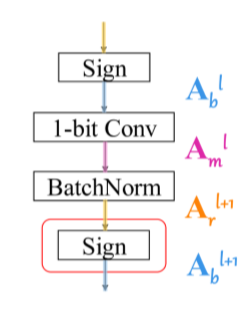 Sign
A_b^l
1-bit Conv
A_m^l
BatchNorm
A_r^{l+1}
Sign
A_b^{l+1}